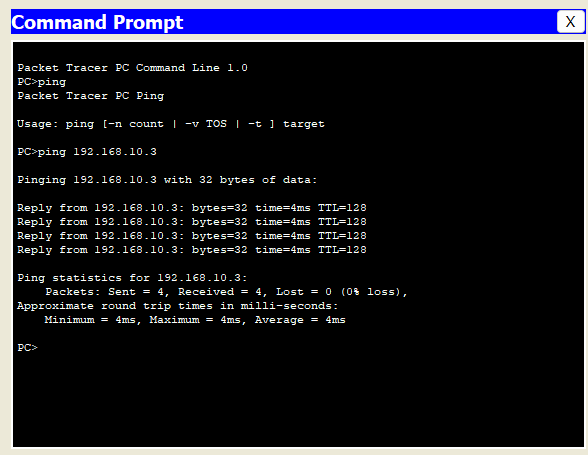 Command Prompt
X
Packet Tracer PC Command Line 1.0
PC>ping
Packet Tracer PC Ping
Usage: ping [-n count | -v TOS | -t ] target
PC>ping 192.168.10.3
Pinging 192.168.10.3 with 32 bytes of data:
Reply from 192.168.10.3: bytes=32 time=4ms TTL=128
Reply from 192.168.10.3: bytes=32 time=4ms TTL=128
Reply from 192.168.10.3: bytes=32 time=4ms TTL=128
Reply from 192.168.10.3: bytes=32 time=4ms TTL=128
Ping statistics for 192.168.10.3:
Packets: Sent = 4, Received = 4, Lost = 0 (0% loss),
Approximate round trip times in milli-seconds:
Minimum = 4ms, Maximum = 4ms, Average = 4ms
PC>